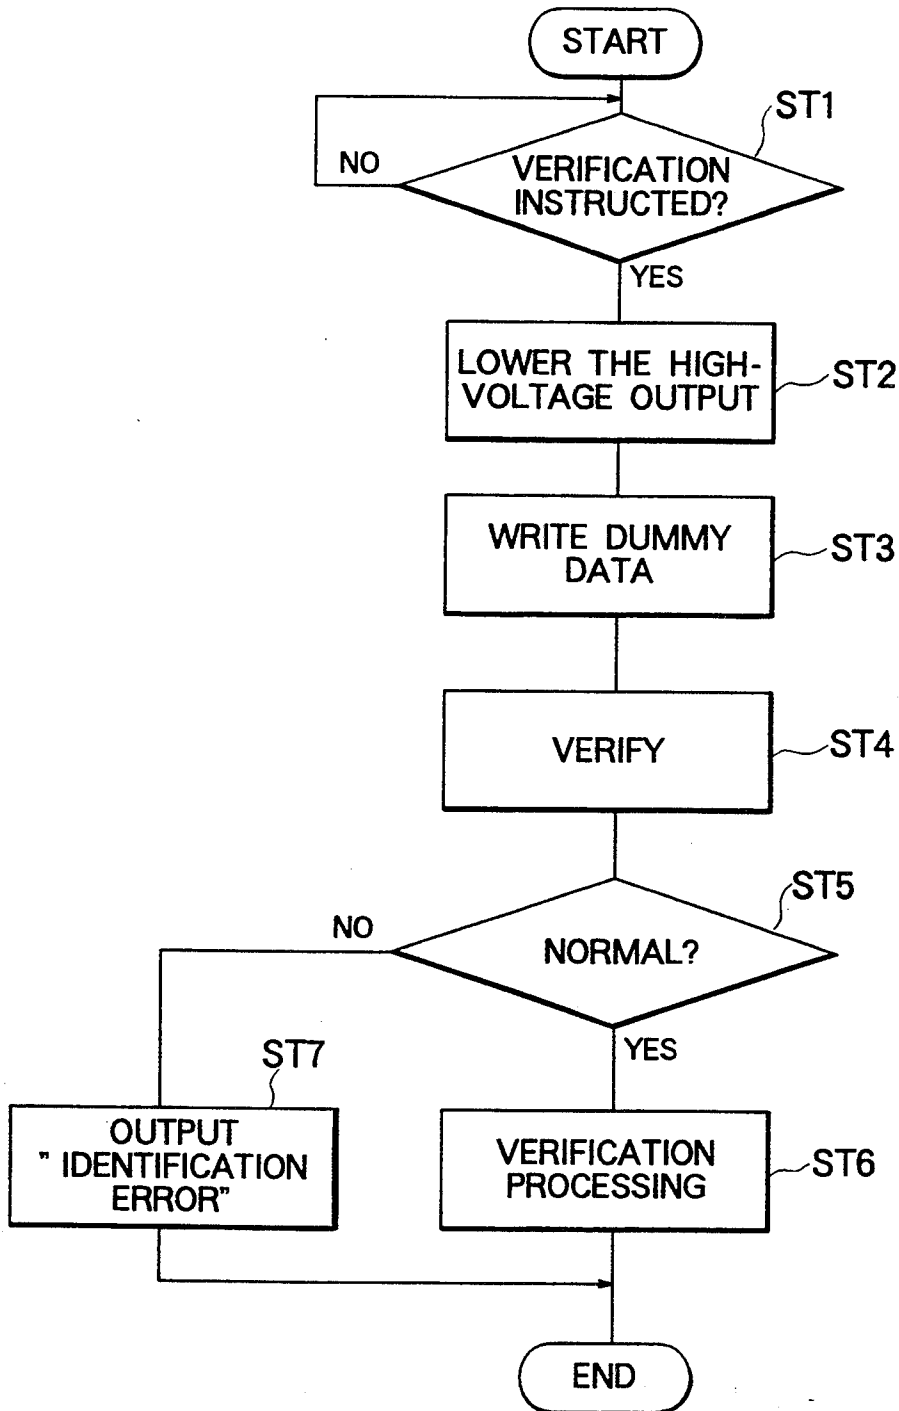 START
ST1
NO
VERIFICATION
INSTRUCTED?
YES
LOWER THE HIGH-
VOLTAGE OUTPUT
ST2
WRITE DUMMY
DATA
ST3
VERIFY
ST4
ST5
NO
NORMAL?
YES
ST7
OUTPUT
" IDENTIFICATION
ERROR"
VERIFICATION
PROCESSING
ST6
END